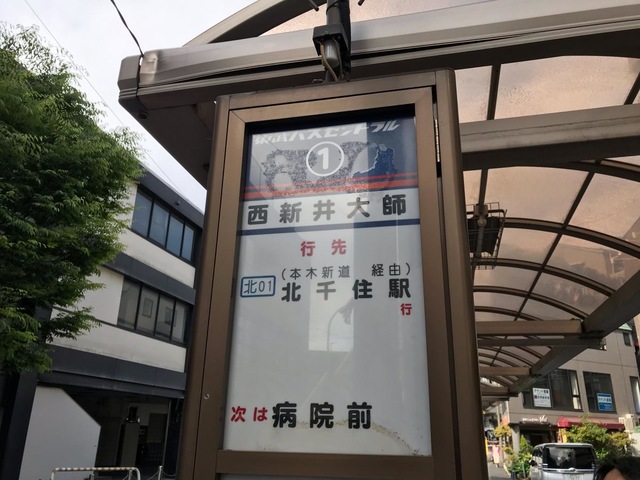 東武バスセントラル
1
西新井大師
行先
(本木新道 経由)
北01 北千住駅
行
次は 病院前